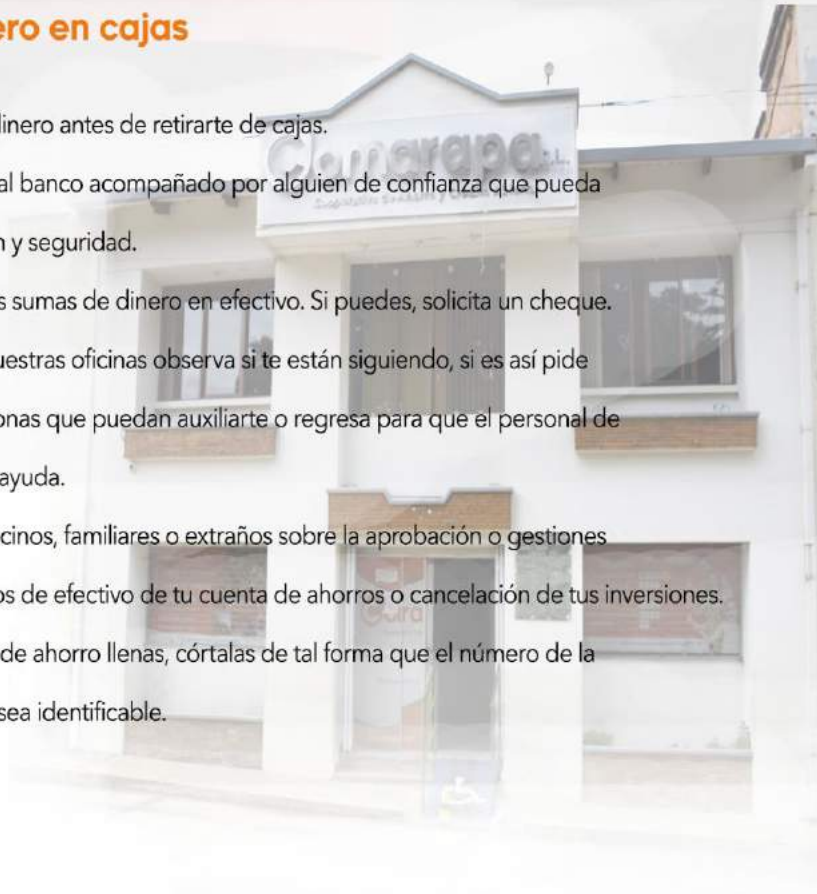 ero en cajas
dinero antes de retirarte de cajas.
al banco acompañado por alguien de confianza que pueda
n y seguridad.
s sumas de dinero en efectivo. Si puedes, solicita un cheque.
uestras oficinas observa si te están siguiendo, si es así pide
onas que puedan auxiliarte o regresa para que el personal de
ayuda.
cinos, familiares o extraños sobre la aprobación o gestiones
os de efectivo de tu cuenta de ahorros o cancelación de tus inversiones.
de ahorro llenas, córtalas de tal forma que el número de la
sea identificable.
Comarapa